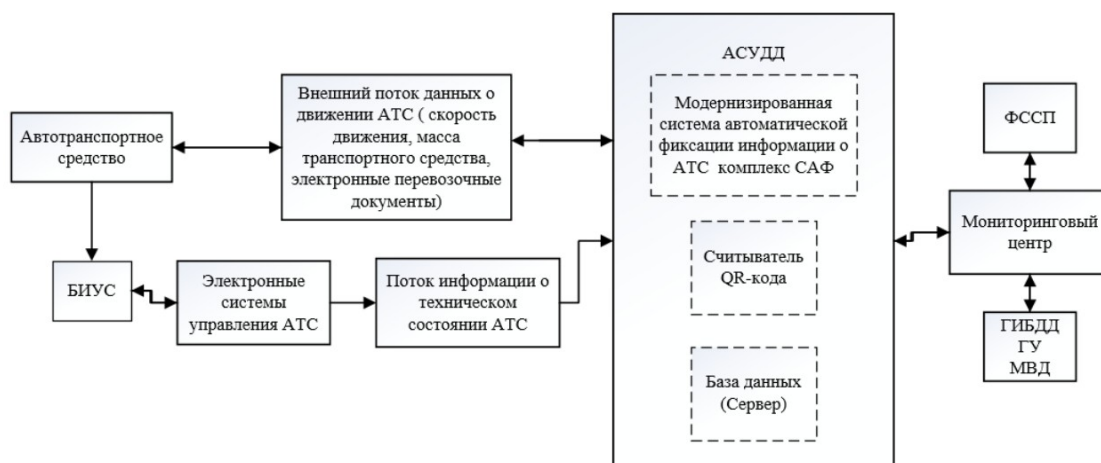 Автотранспортное
средство
БИУС
Внешний поток данных о
движении АТС ( скорость
движения, масса
транспортного средства,
электронные перевозочные
документы)
Электронные
системы
управления АТС
Поток информации о
техническом
состоянии АТС
АСУДД
Модернизированная
система автоматической
фиксации информации о
АТС комплекс САФ
Считыватель
QR-кода
База данных
(Сервер)
ФССП
Мониторинговый
центр
ГИБДД
ГУ
МВД